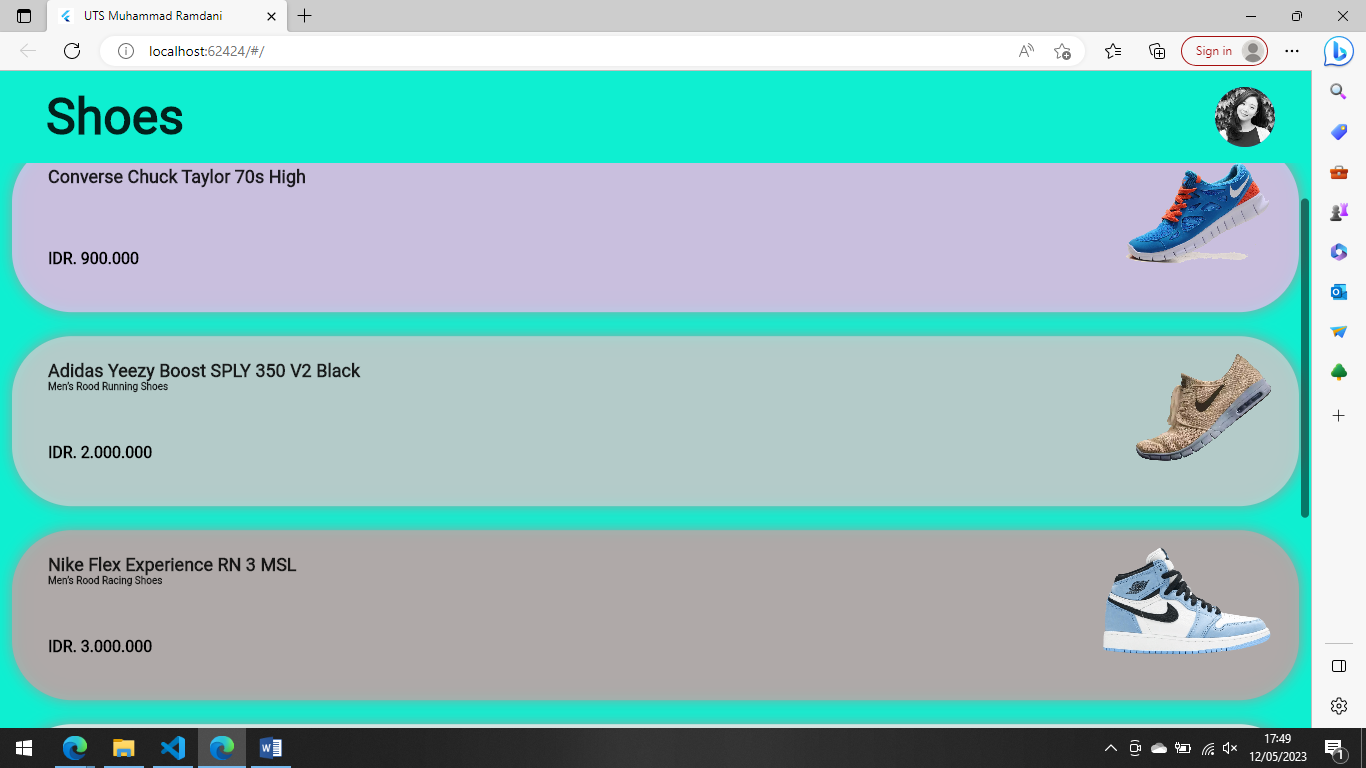 UTS Muhammad Ramdani
localhost:62424/#/
Sign in
Shoes
Converse Chuck Taylor 70s High
IDR. 900.000
Adidas Yeezy Boost SPLY 350 V2 Black
Men's Rood Running Shoes
IDR. 2.000.000
Nike Flex Experience RN 3 MSL
Men's Rood Racing Shoes
IDR. 3.000.000
17:49
12/05/2023
1